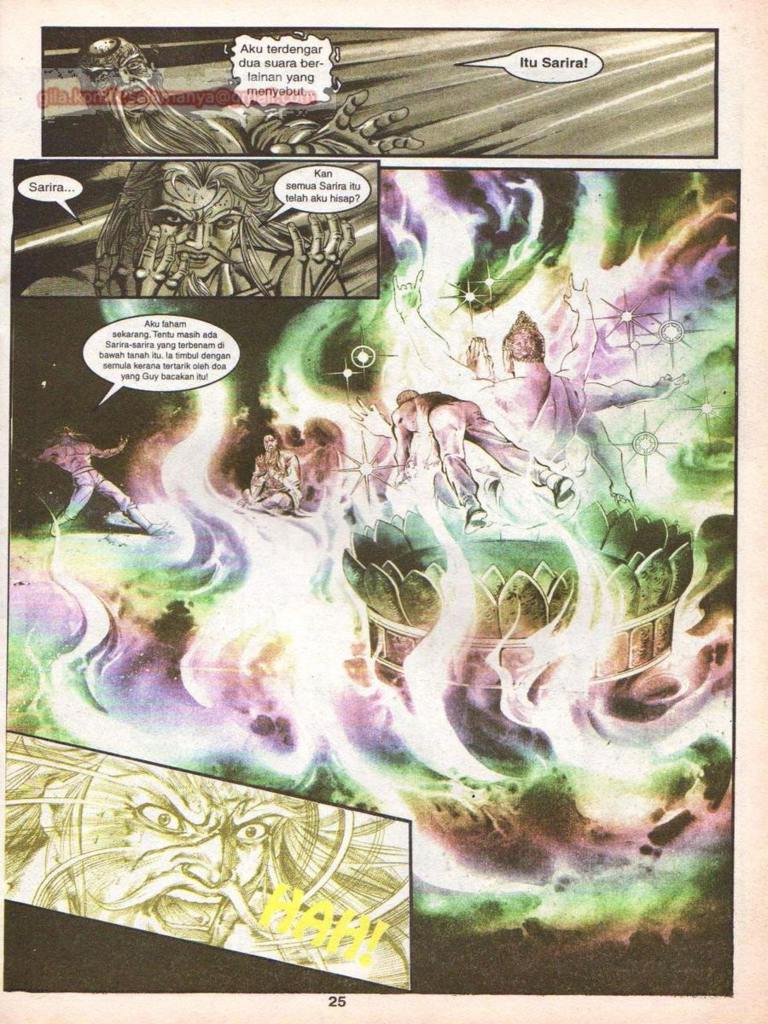 Aku terdengar
dua suara ber-
lainan yang
menyebut.
Itu Sarira!
Sarira...
Kan
semua Sarira itu
telah aku hisap?
Aku faham
sekarang. Tentu masih ada
Sarira-sarira yang terbenam di
bawah tanah itu. Ia timbul dengan
semula kerana tertarik oleh doa
yang Guy bacakan itu!
HAH!
25